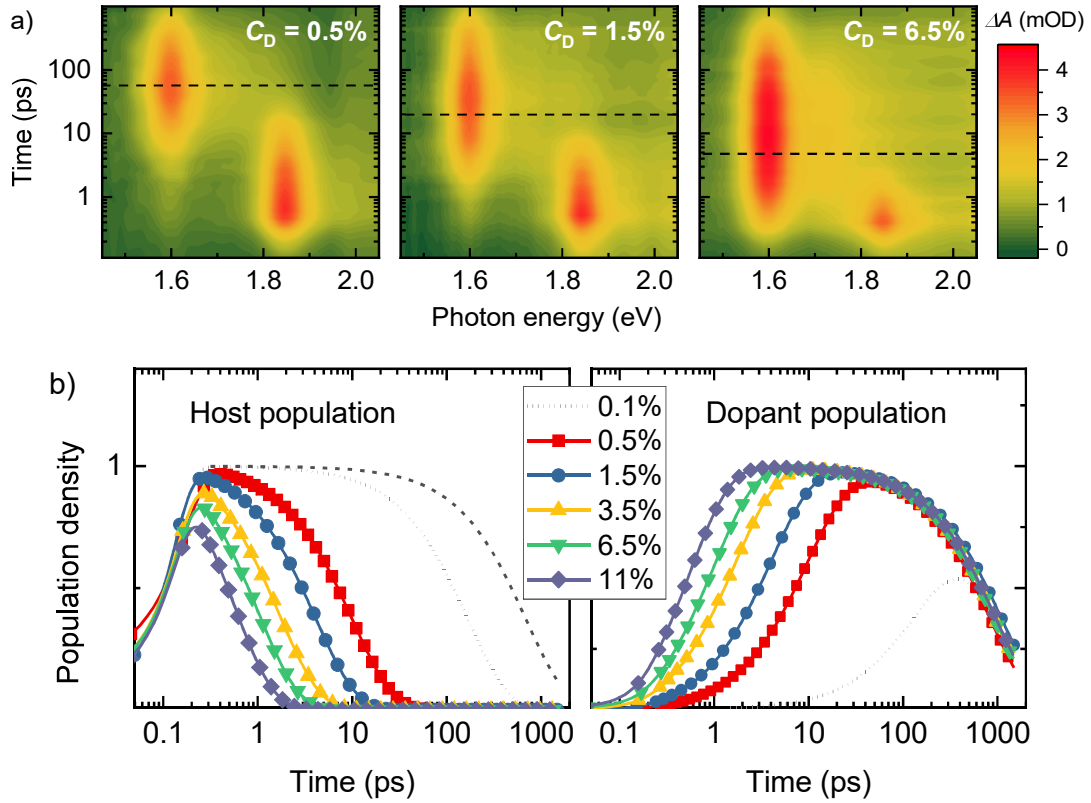 a)
C_D = 0.5%
C_D = 1.5%
C_D = 6.5%
ΔA (mOD)
Time (ps)
100
10
1
1.6 1.8 2.0
1.6 1.8 2.0
1.6 1.8 2.0
4
3
2
1
0
Photon energy (eV)
b)
Host population
Dopant population
0.1%
0.5%
1.5%
3.5%
6.5%
11%
Population density
1
0.1 1 10 100 1000
0.1 1 10 100 1000
Time (ps)
Time (ps)